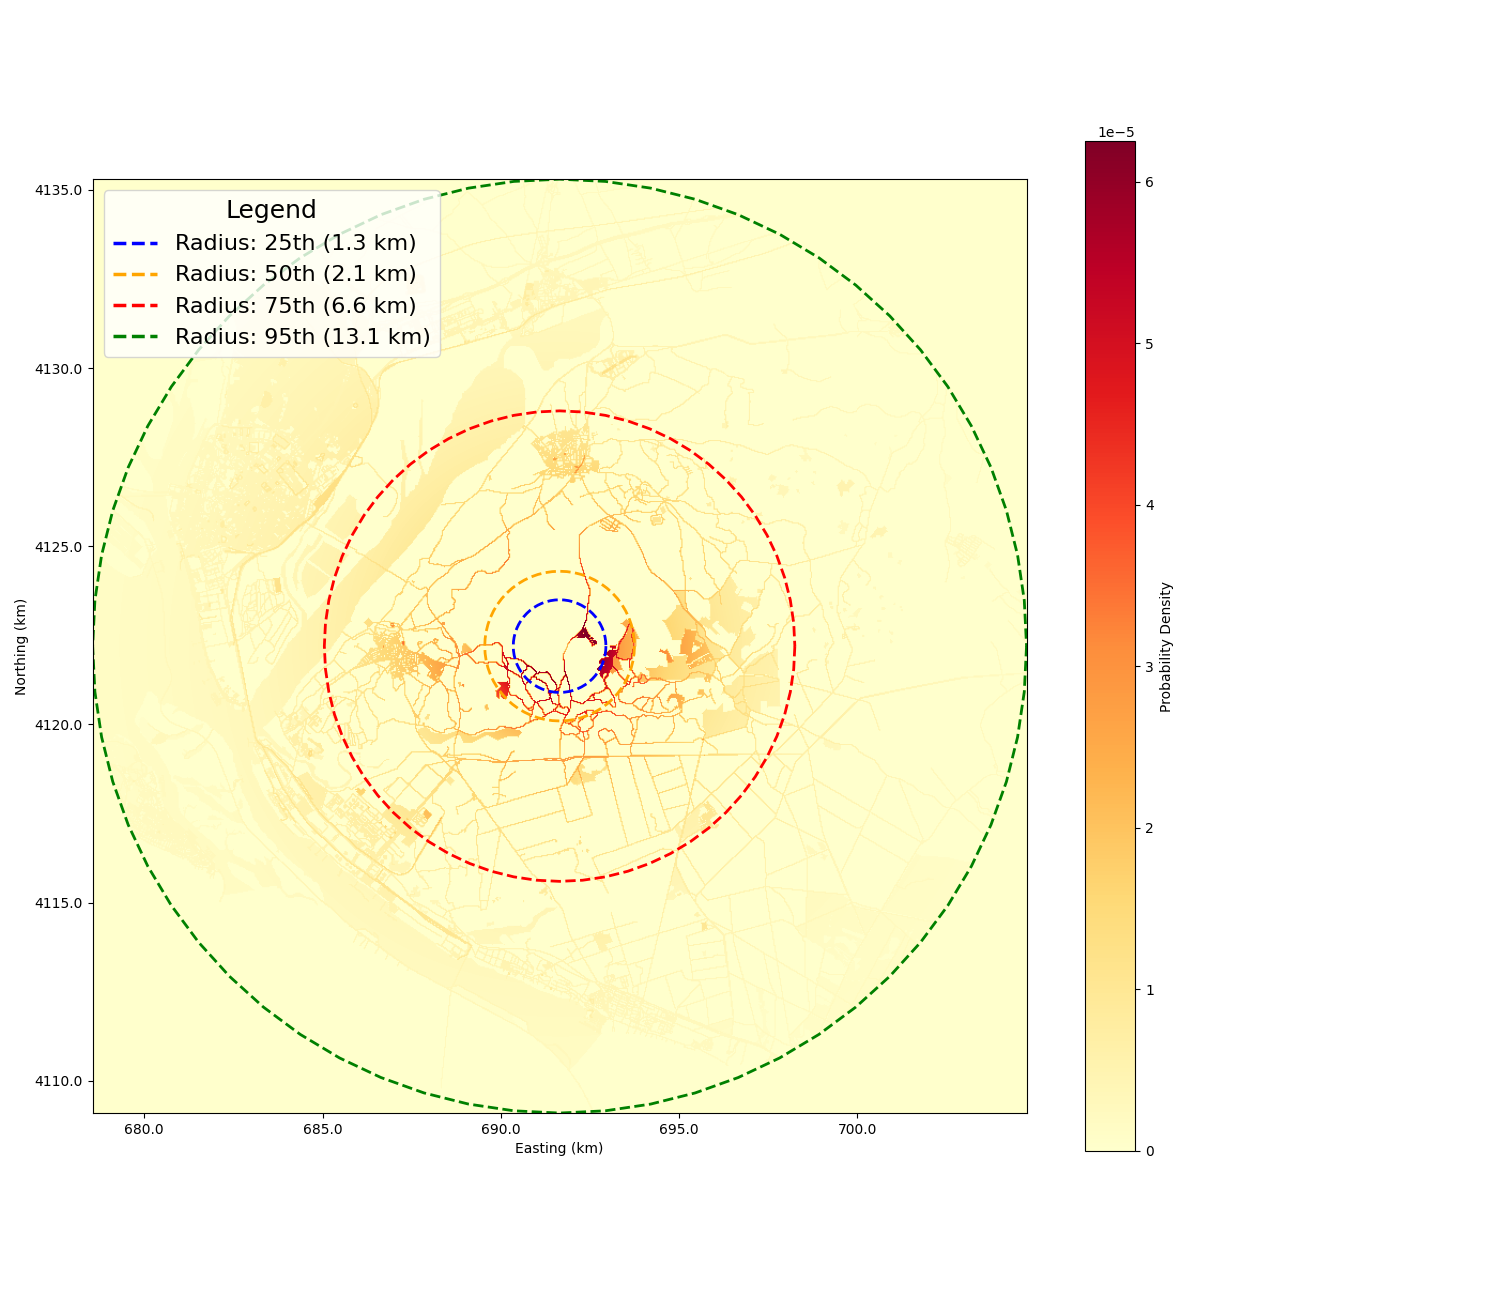 1e−5
Legend
Radius: 25th (1.3 km)
Radius: 50th (2.1 km)
Radius: 75th (6.6 km)
Radius: 95th (13.1 km)
4135.0
4130.0
4125.0
4120.0
4115.0
4110.0
Northing (km)
680.0 685.0 690.0 695.0 700.0
Easting (km)
6
5
4
3
2
1
0
Probability Density